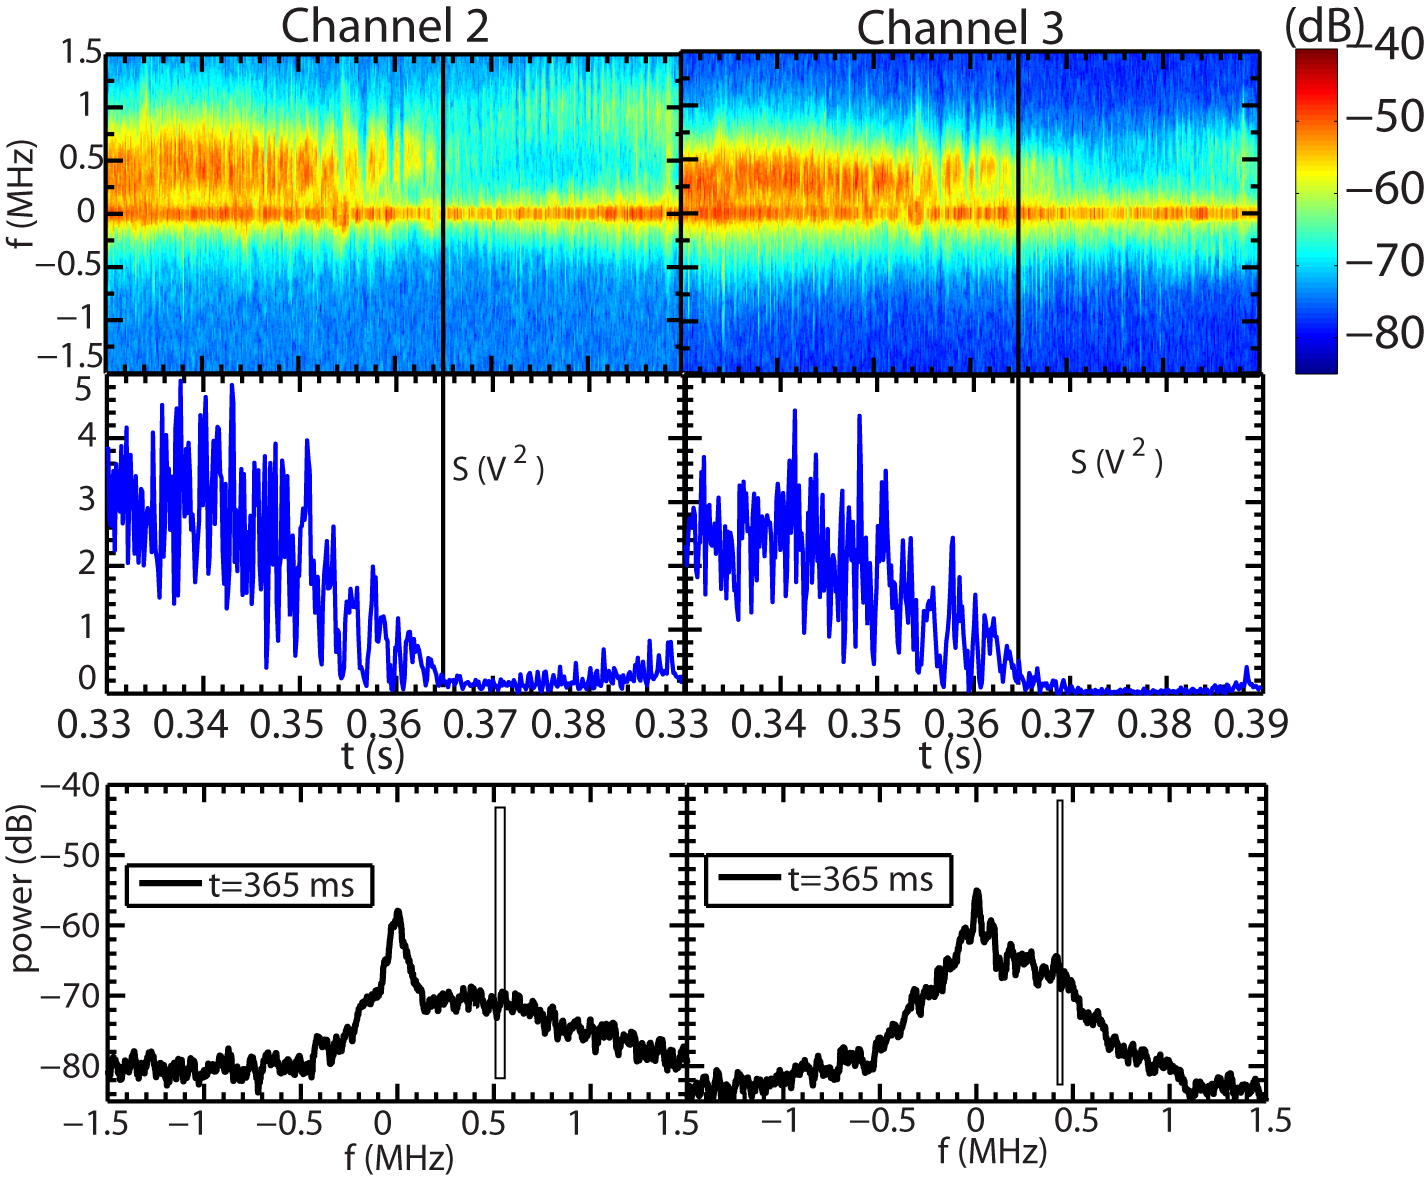 Channel 2 Channel 3 (dB)
1.5 −40
1 −50
0.5 −60
0
−0.5 −70
−1 −80
−1.5
f (MHz)
5
4
3
2
1
0
S (V 2 ) S (V 2 )
0.33 0.34 0.35 0.36 0.37 0.38 0.33 0.34 0.35 0.36 0.37 0.38 0.39
t (s) t (s)
−40
−50
−60
−70
−80
power (dB)
t=365 ms t=365 ms
−1.5 −1 −0.5 0 0.5 1 1.5 −1 −0.5 0 0.5 1 1.5
f (MHz) f (MHz)